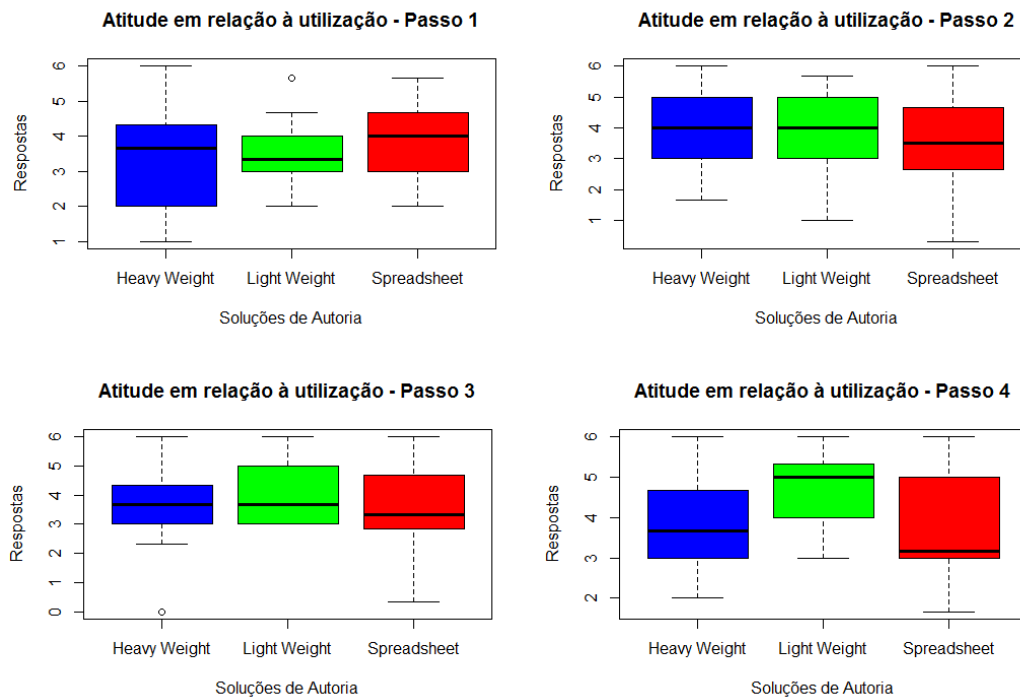 Atitude em relação à utilização - Passo 1
Respostas
6
5
4
3
2
1
Heavy Weight Light Weight Spreadsheet
Soluções de Autoria
Atitude em relação à utilização - Passo 2
Respostas
6
5
4
3
2
1
Heavy Weight Light Weight Spreadsheet
Soluções de Autoria
Atitude em relação à utilização - Passo 3
Respostas
6
5
4
3
2
1
0
Heavy Weight Light Weight Spreadsheet
Soluções de Autoria
Atitude em relação à utilização - Passo 4
Respostas
6
5
4
3
2
Heavy Weight Light Weight Spreadsheet
Soluções de Autoria